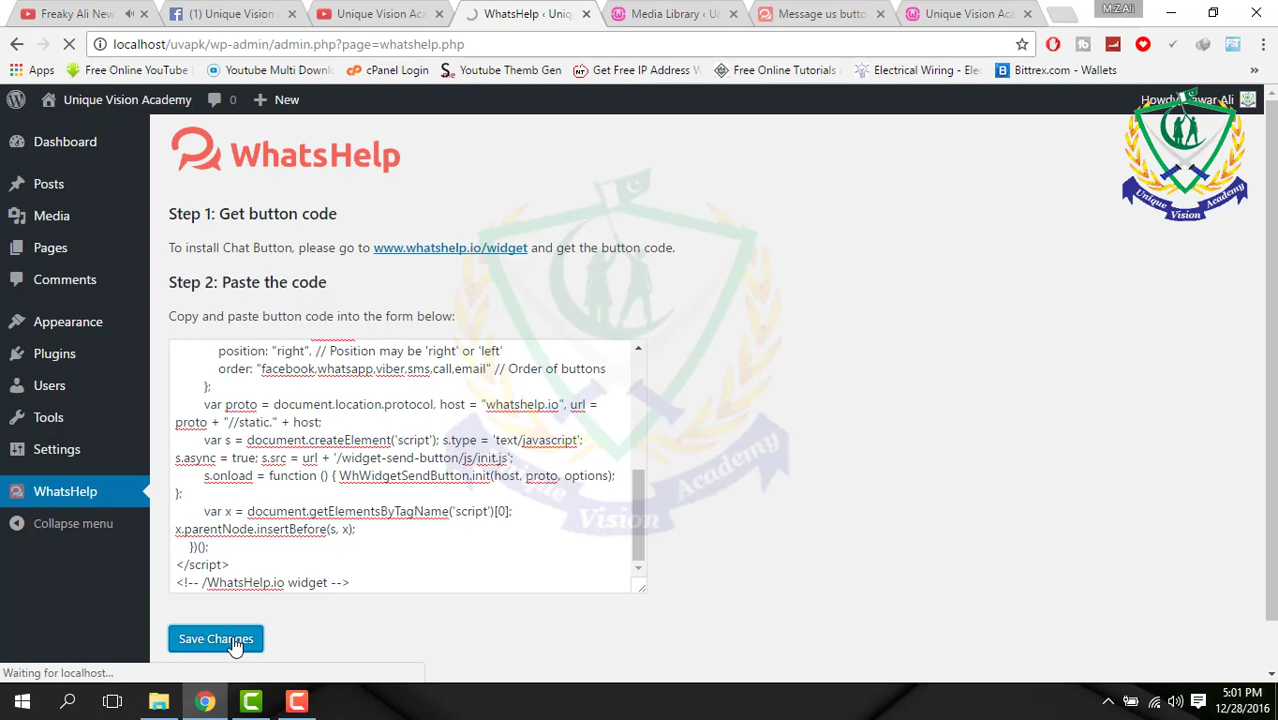 Freaky Ali New
(1) Unique Vision
Unique Vision Aca
WhatsHelp ‹ Uniq
Media Library ‹ U
Message us butto
Unique Vision Aca
M·Z·Ali
localhost/uvapk/wp-admin/admin.php?page=whatshelp.php
Apps
Free Online YouTube
Youtube Multi Downl
cPanel Login
Youtube Themb Gen
Get Free IP Address
Free Online Tutorials
Electrical Wiring - Ele
Bittrex.com - Wallets
»
Unique Vision Academy
0
New
Dashboard
Posts
Media
Pages
Comments
Appearance
Plugins
Users
Tools
Settings
WhatsHelp
Collapse menu
WhatsHelp
Step 1: Get button code
To install Chat Button, please go to www.whatshelp.io/widget and get the button code.
Step 2: Paste the code
Copy and paste button code into the form below:
position: "right", // Position may be 'right' or 'left'
order: "facebook,whatsapp,viber,sms,call,email" // Order of buttons
};
var proto = document.location.protocol, host = "whatshelp.io", url =
proto + "//static." + host;
var s = document.createElement('script'); s.type = 'text/javascript';
s.async = true; s.src = url + '/widget-send-button/js/init.js';
s.onload = function () { WhWidgetSendButton.init(host, proto, options);
};
var x = document.getElementsByTagName('script')[0];
x.parentNode.insertBefore(s, x);
})();
</script>
<!-- /WhatsHelp.io widget -->
Save Changes
Unique
Vision
Academy
Vision
Waiting for localhost...
5:01 PM
12/28/2016